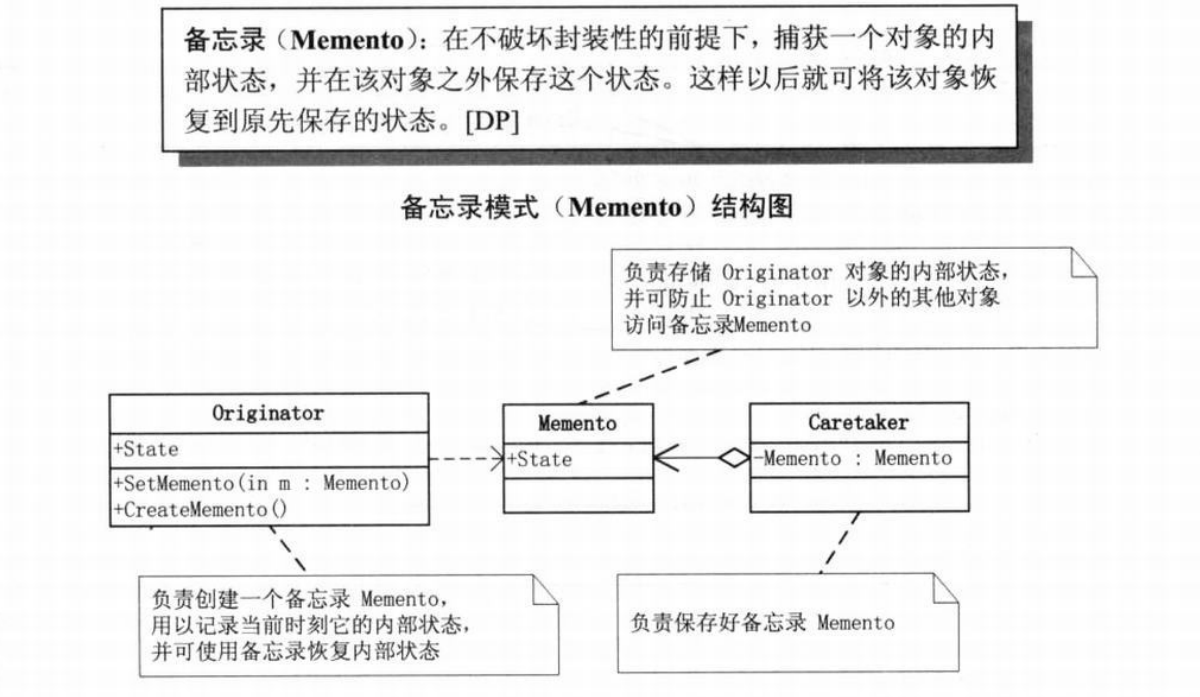 备忘录（Memento）：在不破坏封装性的前提下，捕获一个对象的内
部状态，并在该对象之外保存这个状态。这样以后就可将该对象恢
复到原先保存的状态。[DP]
备忘录模式（Memento）结构图
负责存储 Originator 对象的内部状态，
并可防止 Originator 以外的其他对象
访问备忘录Memento
Originator
+State
+SetMemento(in m : Memento)
+CreateMemento()
Memento
+State
Caretaker
-Memento : Memento
负责创建一个备忘录 Memento，
用以记录当前时刻它的内部状态，
并可使用备忘录恢复内部状态
负责保存好备忘录 Memento